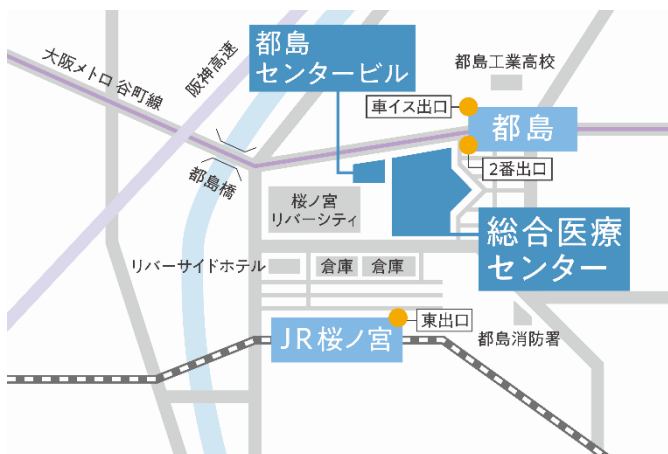 大阪メトロ 谷町線
阪神高速
都島
センタービル
都島工業高校
車イス出口
都島
2番出口
都島橋
桜ノ宮
リバーシティ
総合医療
センター
リバーサイドホテル
倉庫
倉庫
東出口
JR桜ノ宮
都島消防署